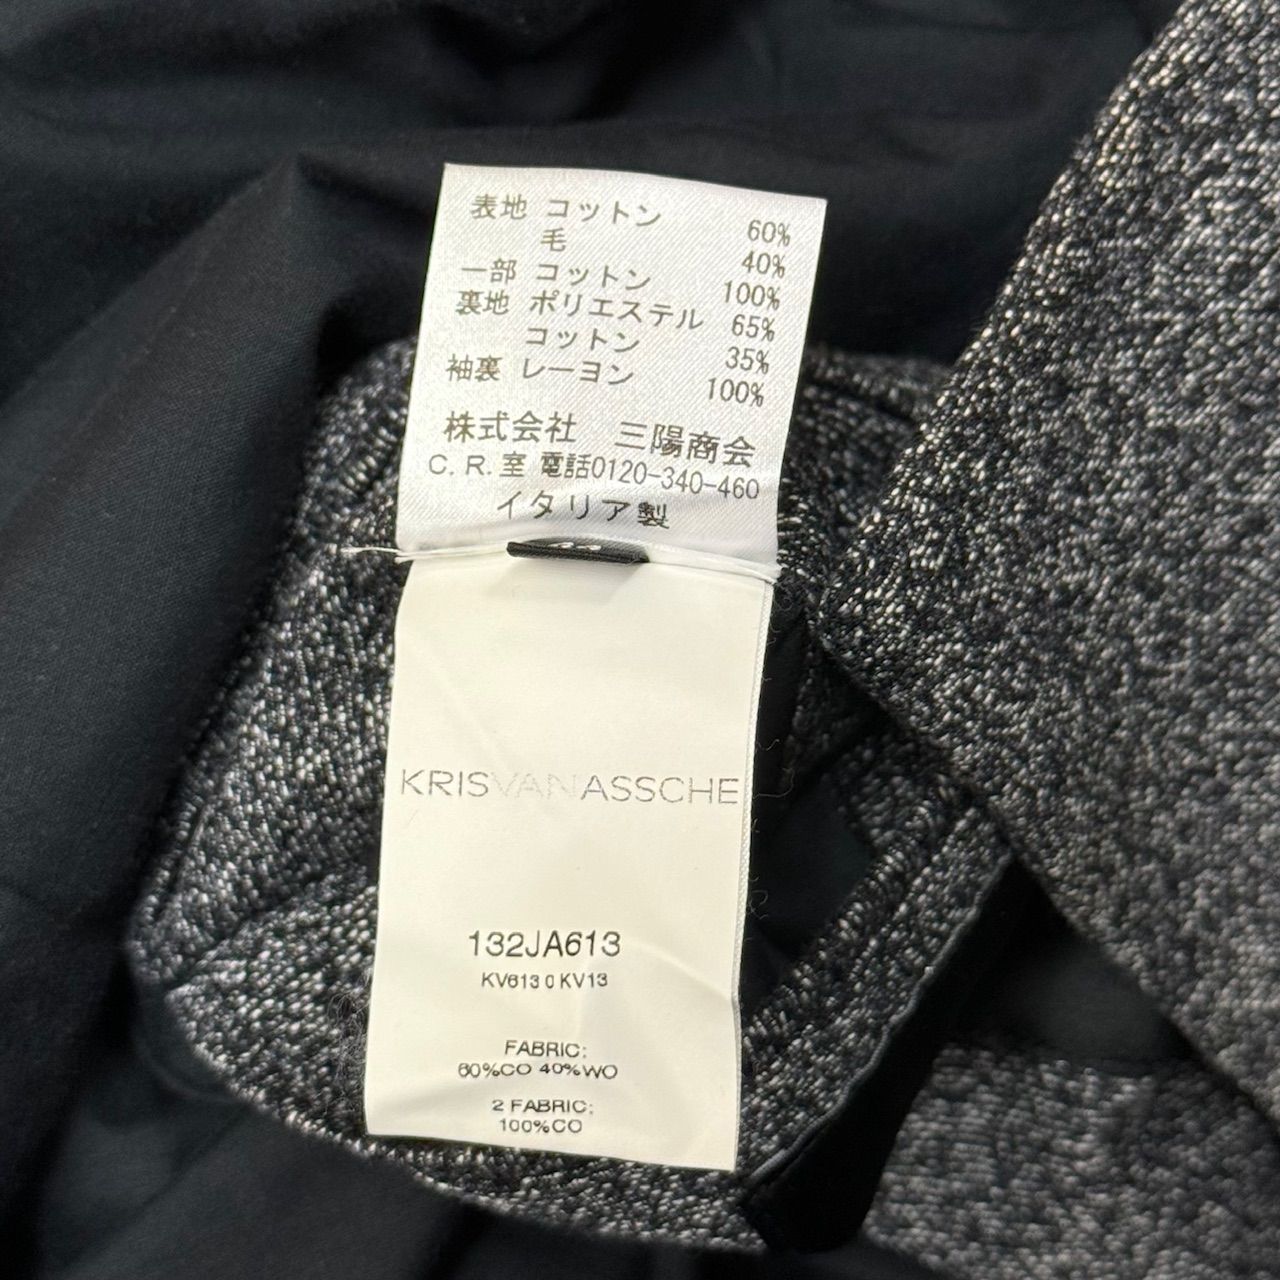 表地 コットン 60%
毛 40%
一部 コットン 100%
裏地 ポリエステル 65%
コットン 35%
袖裏 レーヨン 100%
株式会社 三陽商会
C.R.室 電話0120-340-460
イタリア製
KRISVANASSCHE
132JA613
KV613 0 KV13
FABRIC:
60%CO 40%WO
2 FABRIC:
100%CO